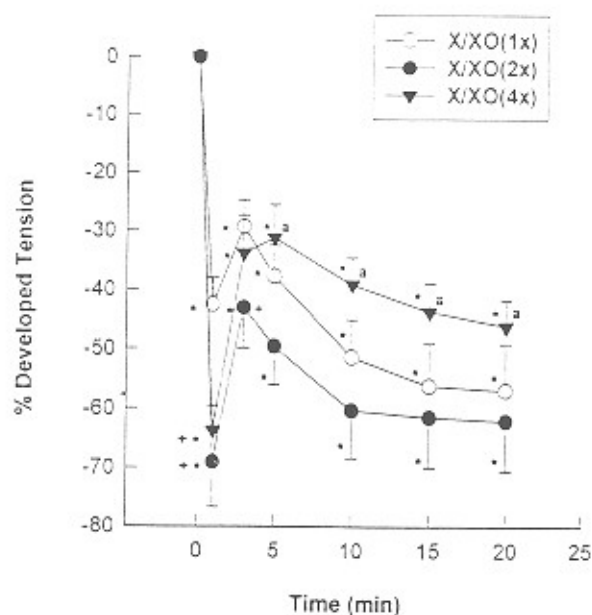 X/XO(1x)
X/XO(2x)
X/XO(4x)
0
-10
-20
-30
-40
-50
-60
-70
-80
% Developed Tension
* * a
*
* a
* a
* a
+ *
+ *
0 5 10 15 20 25
Time (min)